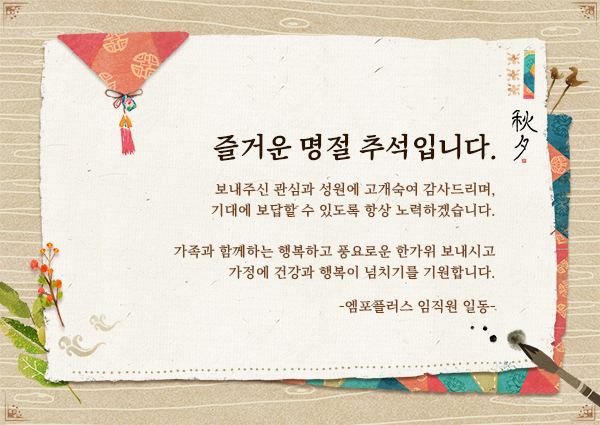 秋夕
즐거운 명절 추석입니다.
보내주신 관심과 성원에 고개숙여 감사드리며,
기대에 보답할 수 있도록 항상 노력하겠습니다.
가족과 함께하는 행복하고 풍요로운 한가위 보내시고
가정에 건강과 행복이 넘치기를 기원합니다.
-엠포플러스 임직원 일동-